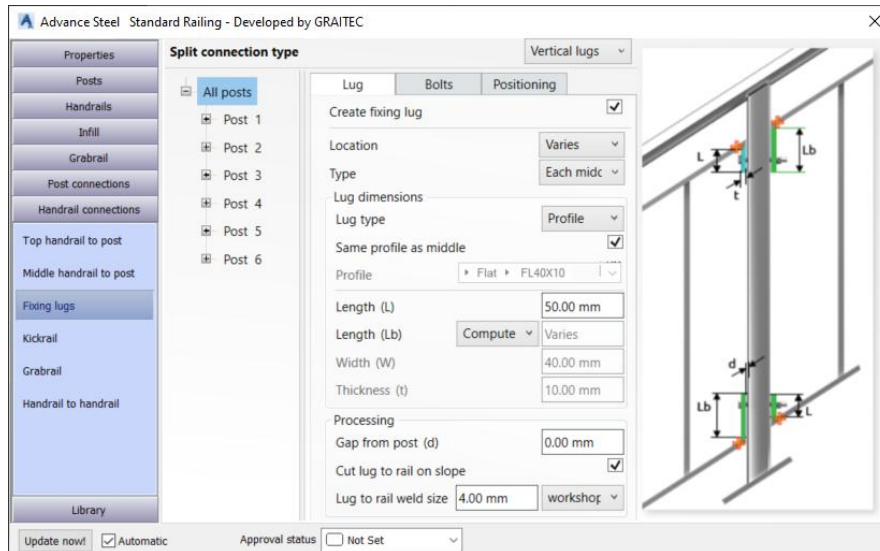 Advance Steel Standard Railing - Developed by GRAITEC
Properties
Posts
Handrails
Infill
Grabrail
Post connections
Handrail connections
Top handrail to post
Middle handrail to post
Fixing lugs
Kickrail
Grabrail
Handrail to handrail
Library
Split connection type
Vertical lugs
All posts
Post 1
Post 2
Post 3
Post 4
Post 5
Post 6
Lug Bolts Positioning
Create fixing lug
Location Varies
Type Each midc
Lug dimensions
Lug type Profile
Same profile as middle
Profile Flat FL40X10
Length (L) 50.00 mm
Length (Lb) Compute Varies
Width (W) 40.00 mm
Thickness (t) 10.00 mm
Processing
Gap from post (d) 0.00 mm
Cut lug to rail on slope
Lug to rail weld size 4.00 mm workshop
L Lb
t
d
Lb L
Update now! Automatic Approval status Not Set